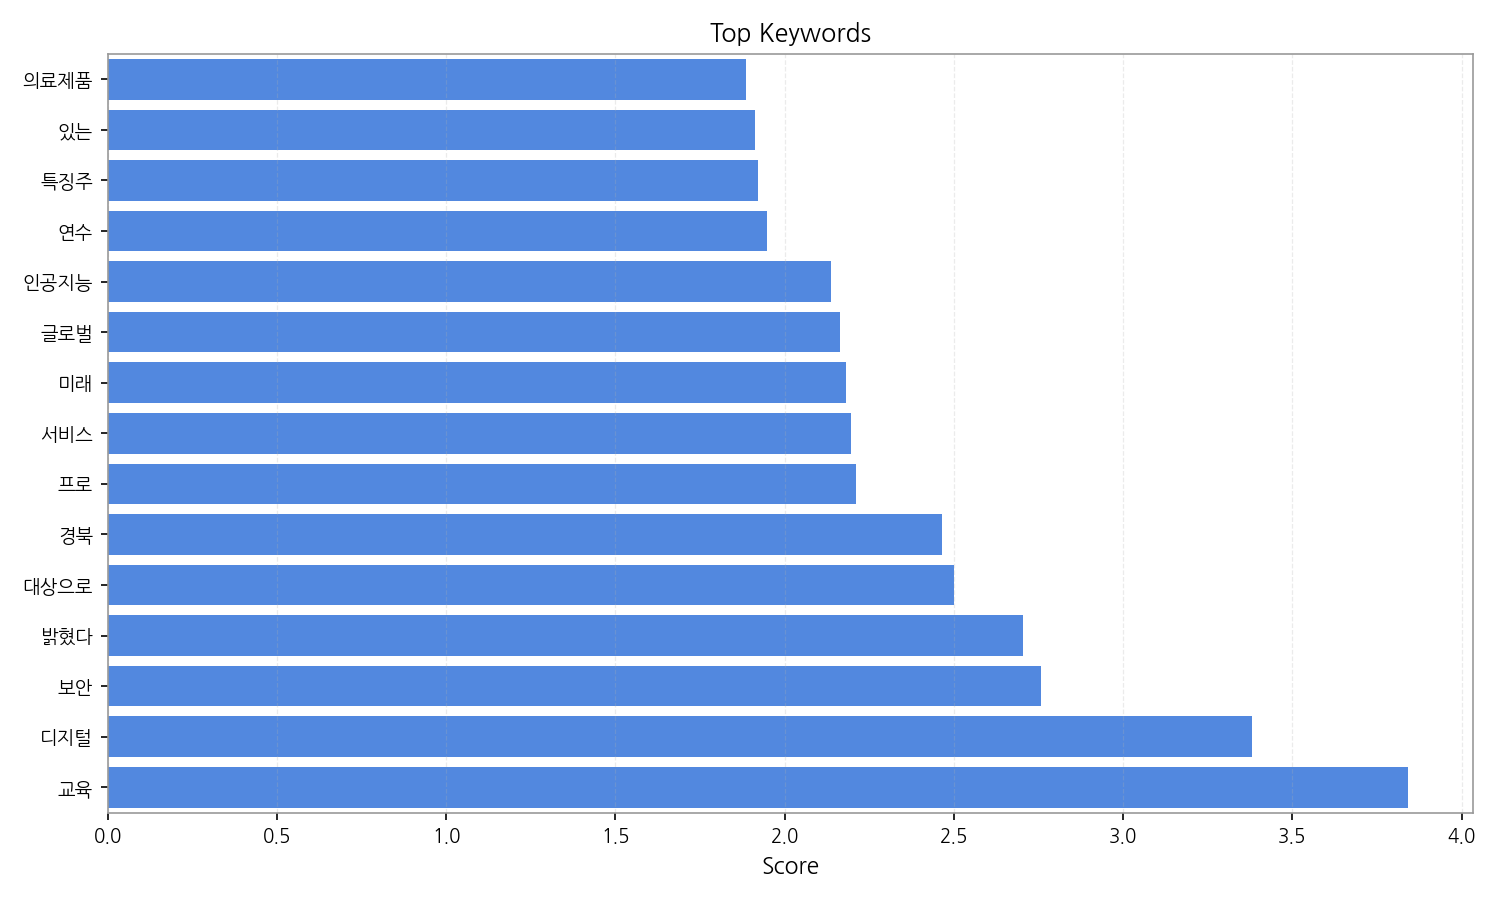 Top Keywords
의료제품
있는
특징주
연수
인공지능
글로벌
미래
서비스
프로
경북
대상으로
밝혔다
보안
디지털
교육
0.0 0.5 1.0 1.5 2.0 2.5 3.0 3.5 4.0
Score